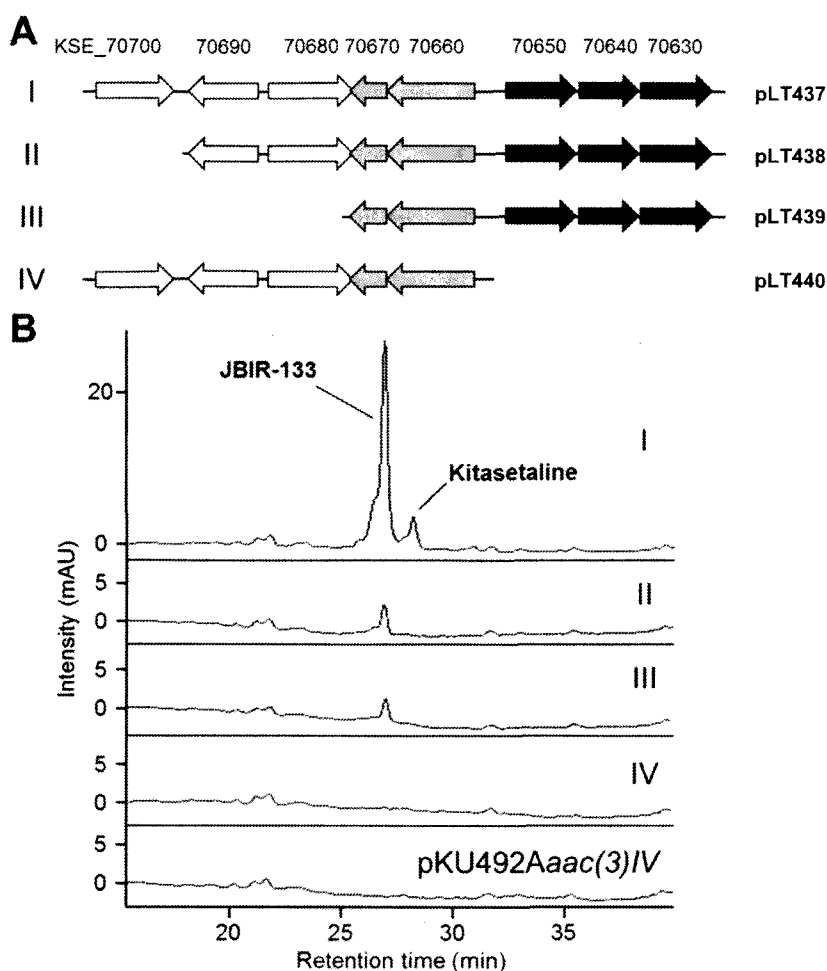 A
KSE_70700 70690 70680 70670 70660 70650 70640 70630
I pLT437
II pLT438
III pLT439
IV pLT440
B
JBIR-133
Kitasetaline
20
0
I
5
0
II
5
0
III
5
0
IV
5
0
pKU492Aaac(3)IV
Intensity (mAU)
20 25 30 35
Retention time (min)